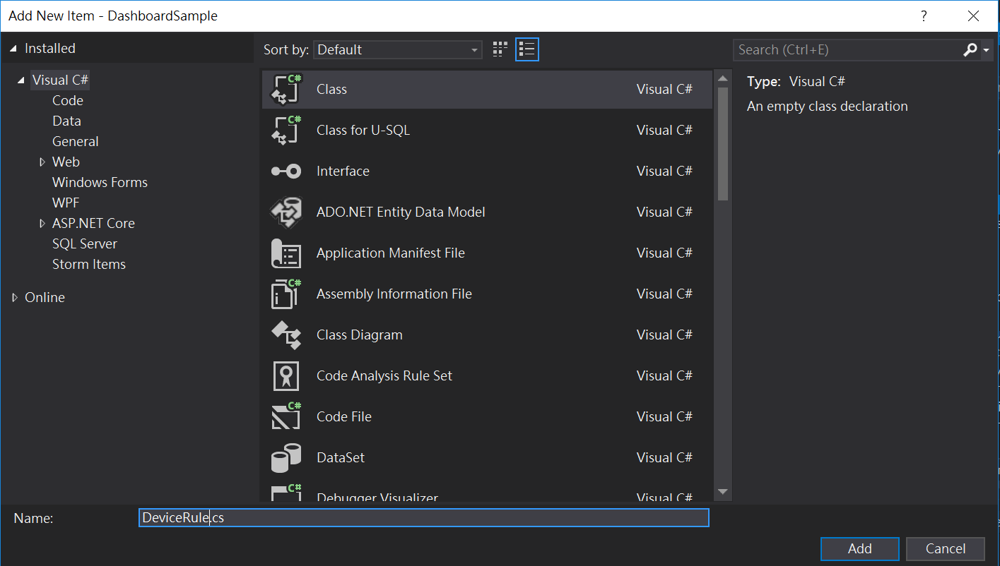 Add New Item - DashboardSample
?
Installed
Sort by: Default
Search (Ctrl+E)
Visual C#
Code
Data
General
Web
Windows Forms
WPF
ASP.NET Core
SQL Server
Storm Items
Online
C# Class Visual C#
C# Class for U-SQL Visual C#
Interface Visual C#
ADO.NET Entity Data Model Visual C#
Application Manifest File Visual C#
C# Assembly Information File Visual C#
Class Diagram Visual C#
Code Analysis Rule Set Visual C#
C# Code File Visual C#
DataSet Visual C#
C# Debugger Visualizer Visual C#
Type: Visual C#
An empty class declaration
Name: DeviceRule.cs
Add
Cancel